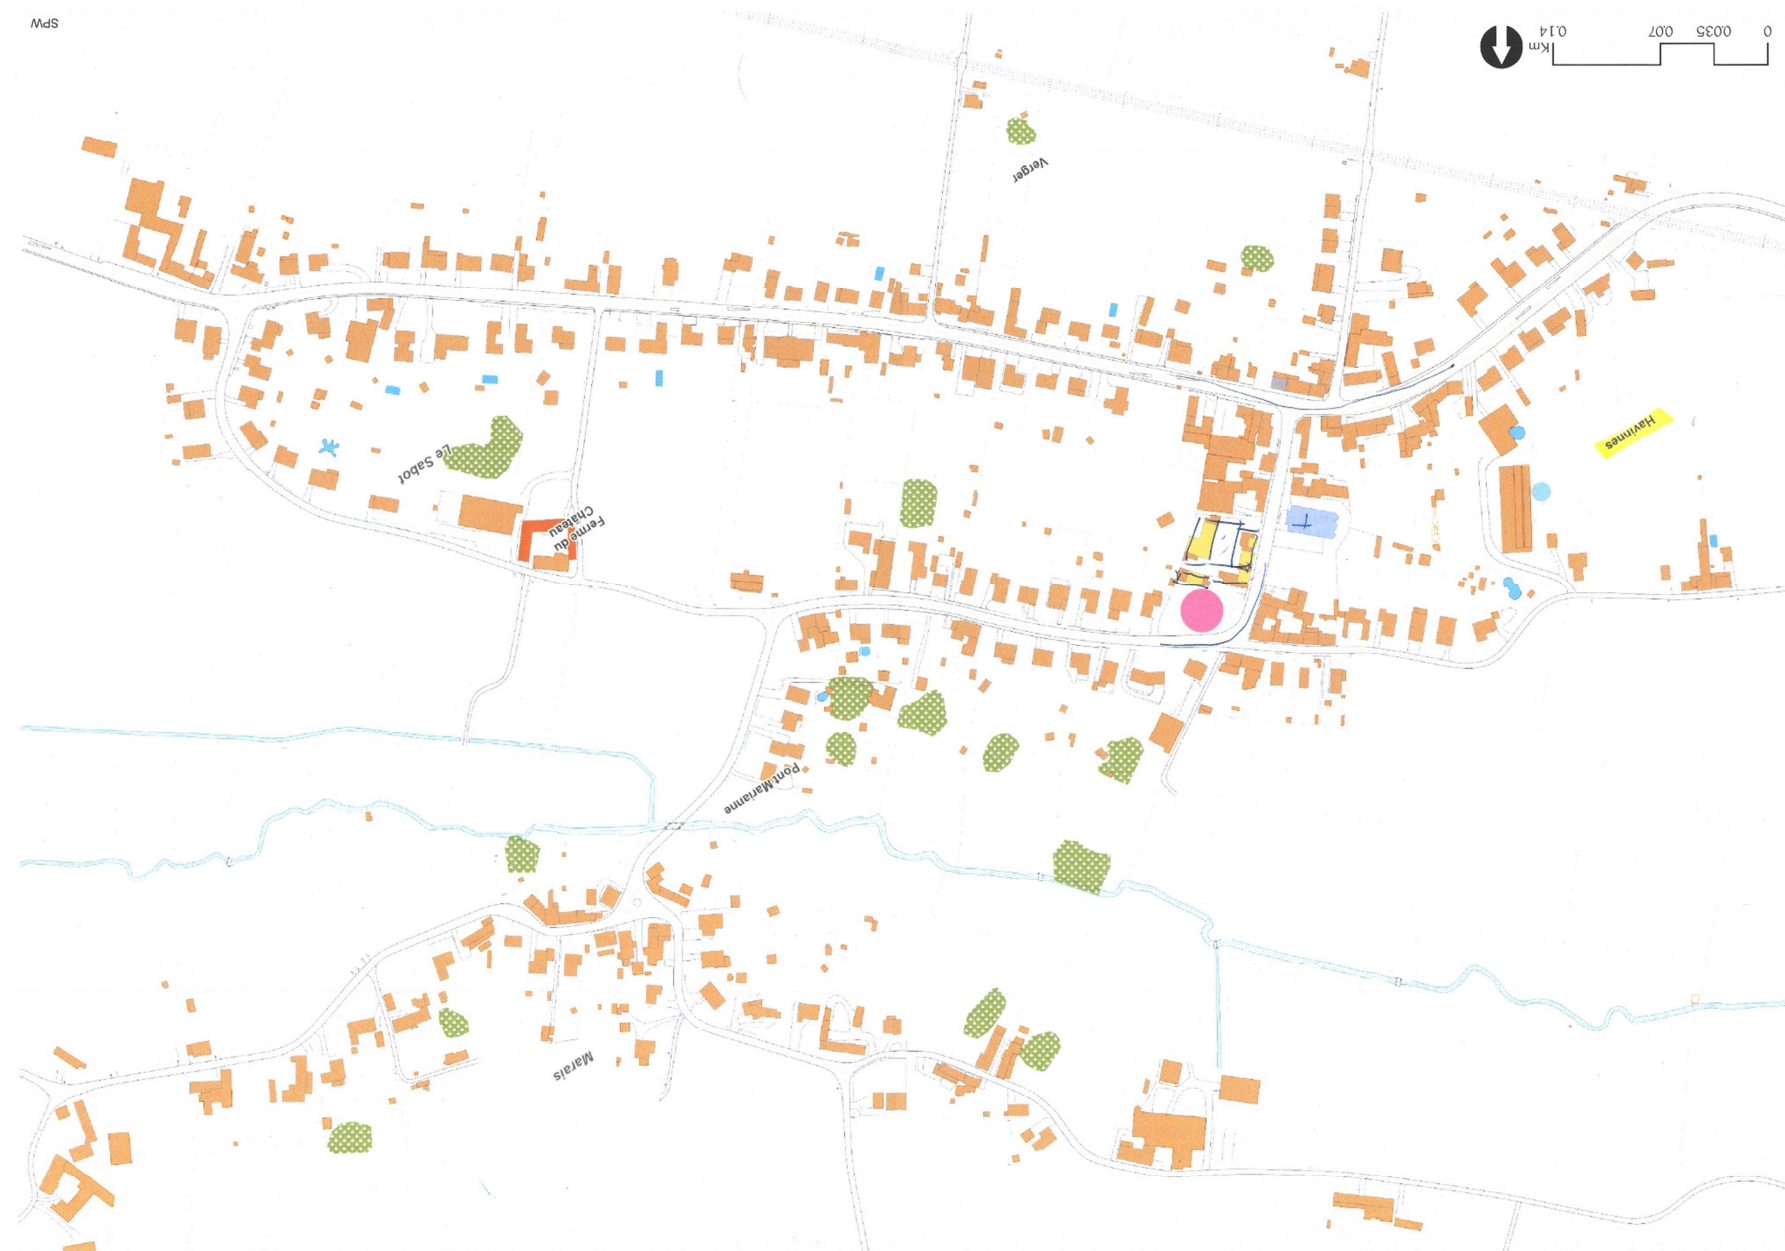 SPW
0 0.035 0.07 0.14
Km
Verger
Havinnes
Le Sabot
Ferme du
Château
Pont Marianne
Marais